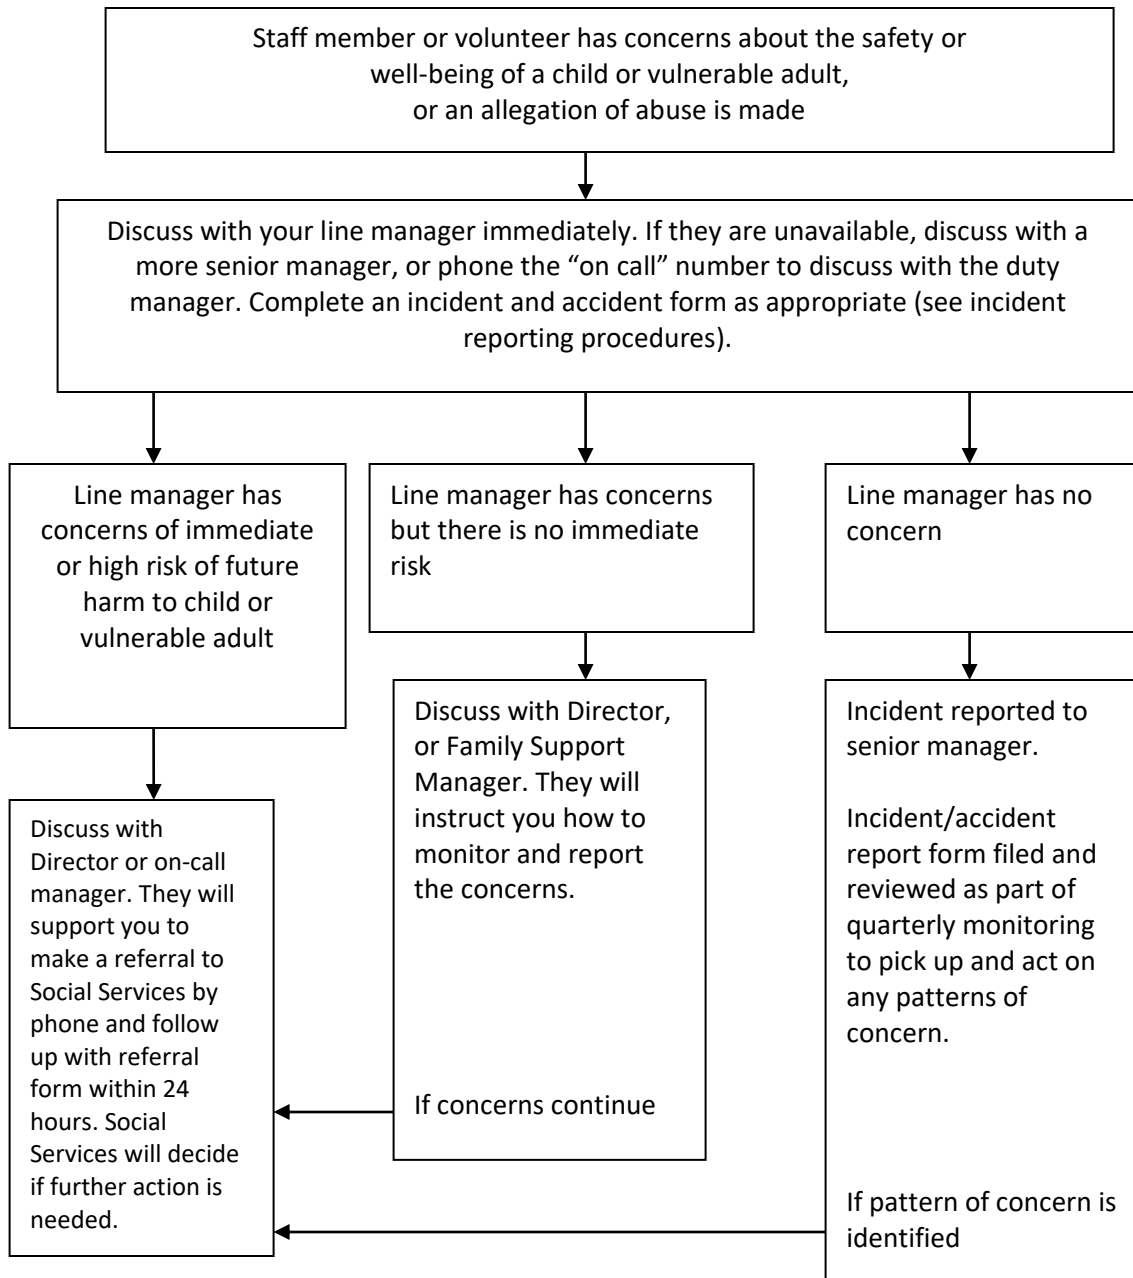 Staff member or volunteer has concerns about the safety or
well-being of a child or vulnerable adult,
or an allegation of abuse is made
Discuss with your line manager immediately. If they are unavailable, discuss with a
more senior manager, or phone the “on call” number to discuss with the duty
manager. Complete an incident and accident form as appropriate (see incident
reporting procedures).
Line manager has
concerns of immediate
or high risk of future
harm to child or
vulnerable adult
Line manager has concerns
but there is no immediate
risk
Line manager has no
concern
Discuss with
Director or on-call
manager. They will
support you to
make a referral to
Social Services by
phone and follow
up with referral
form within 24
hours. Social
Services will decide
if further action is
needed.
Discuss with Director,
or Family Support
Manager. They will
instruct you how to
monitor and report
the concerns.
If concerns continue
Incident reported to
senior manager.
Incident/accident
report form filed and
reviewed as part of
quarterly monitoring
to pick up and act on
any patterns of
concern.
If pattern of concern is
identified